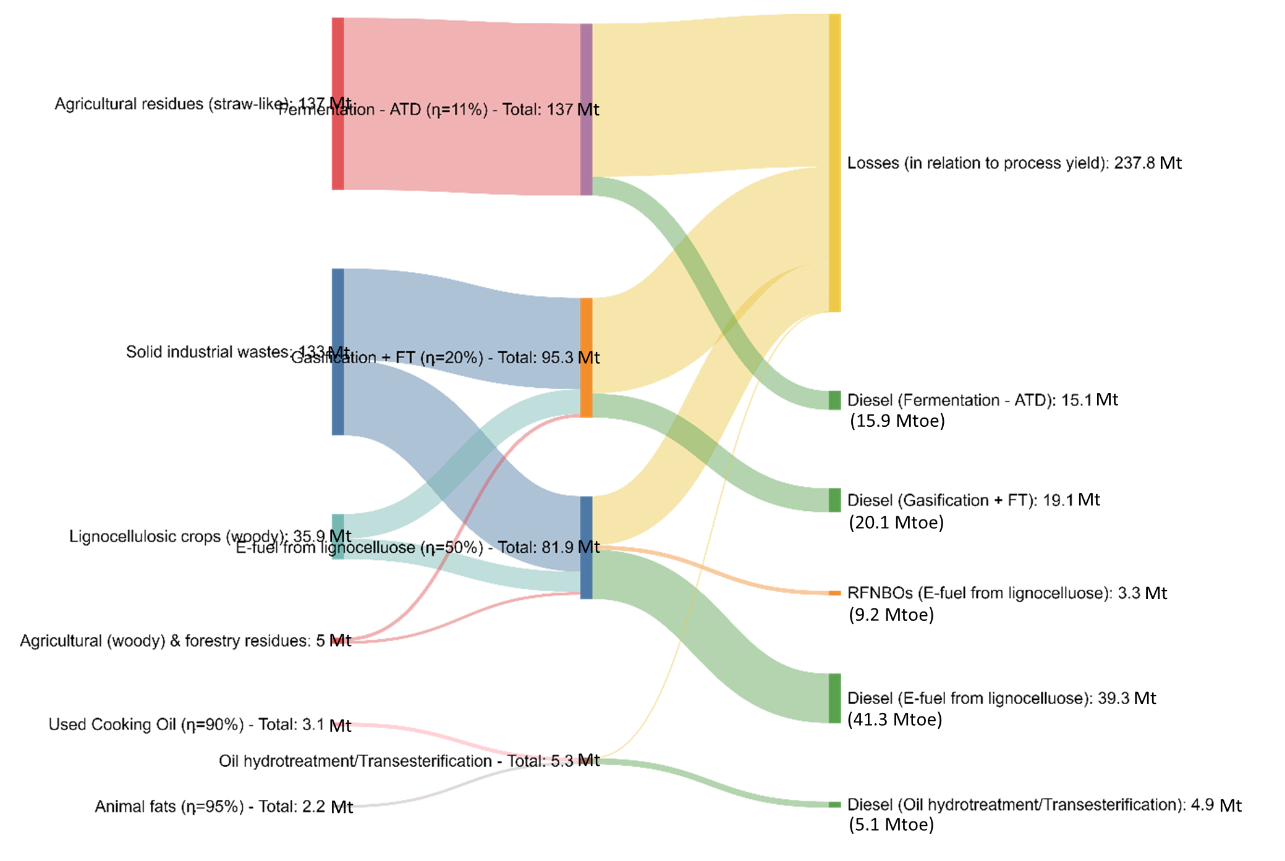 Agricultural residues (straw-like): 137 Mt
Fermentation - ATD (η=11%) - Total: 137 Mt
Losses (in relation to process yield): 237.8 Mt
Solid industrial wastes: 133 Mt
Gasification + FT (η=20%) - Total: 95.3 Mt
Diesel (Fermentation - ATD): 15.1 Mt
(15.9 Mtoe)
Diesel (Gasification + FT): 19.1 Mt
(20.1 Mtoe)
Lignocellulosic crops (woody): 35.9 Mt
E-fuel from lignocelluose (η=50%) - Total: 81.9 Mt
RFNBOs (E-fuel from lignocelluose): 3.3 Mt
(9.2 Mtoe)
Agricultural (woody) & forestry residues: 5 Mt
Diesel (E-fuel from lignocelluose): 39.3 Mt
(41.3 Mtoe)
Used Cooking Oil (η=90%) - Total: 3.1 Mt
Oil hydrotreatment/Transesterification - Total: 5.3 Mt
Animal fats (η=95%) - Total: 2.2 Mt
Diesel (Oil hydrotreatment/Transesterification): 4.9 Mt
(5.1 Mtoe)